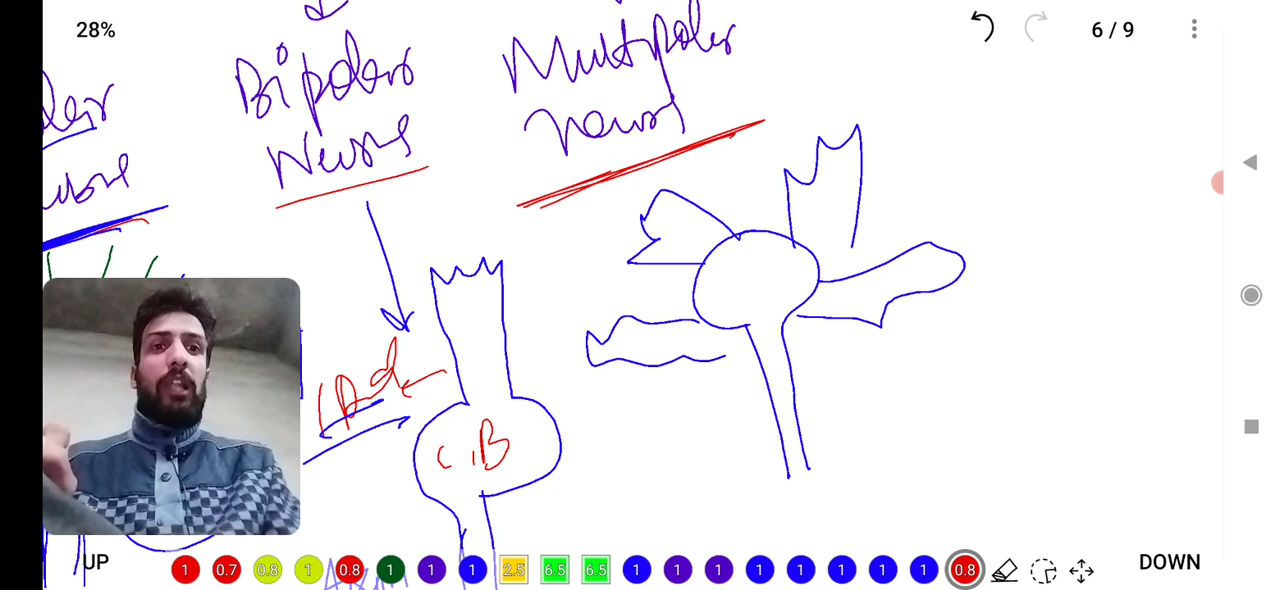 28%
6 / 9
Bipolar
Neurons
Multipolar
neuron
C.B
UP
1
0.7
0.8
1
0.8
1
1
1
2.5
6.5
6.5
1
1
1
1
1
1
1
1
0.8
DOWN